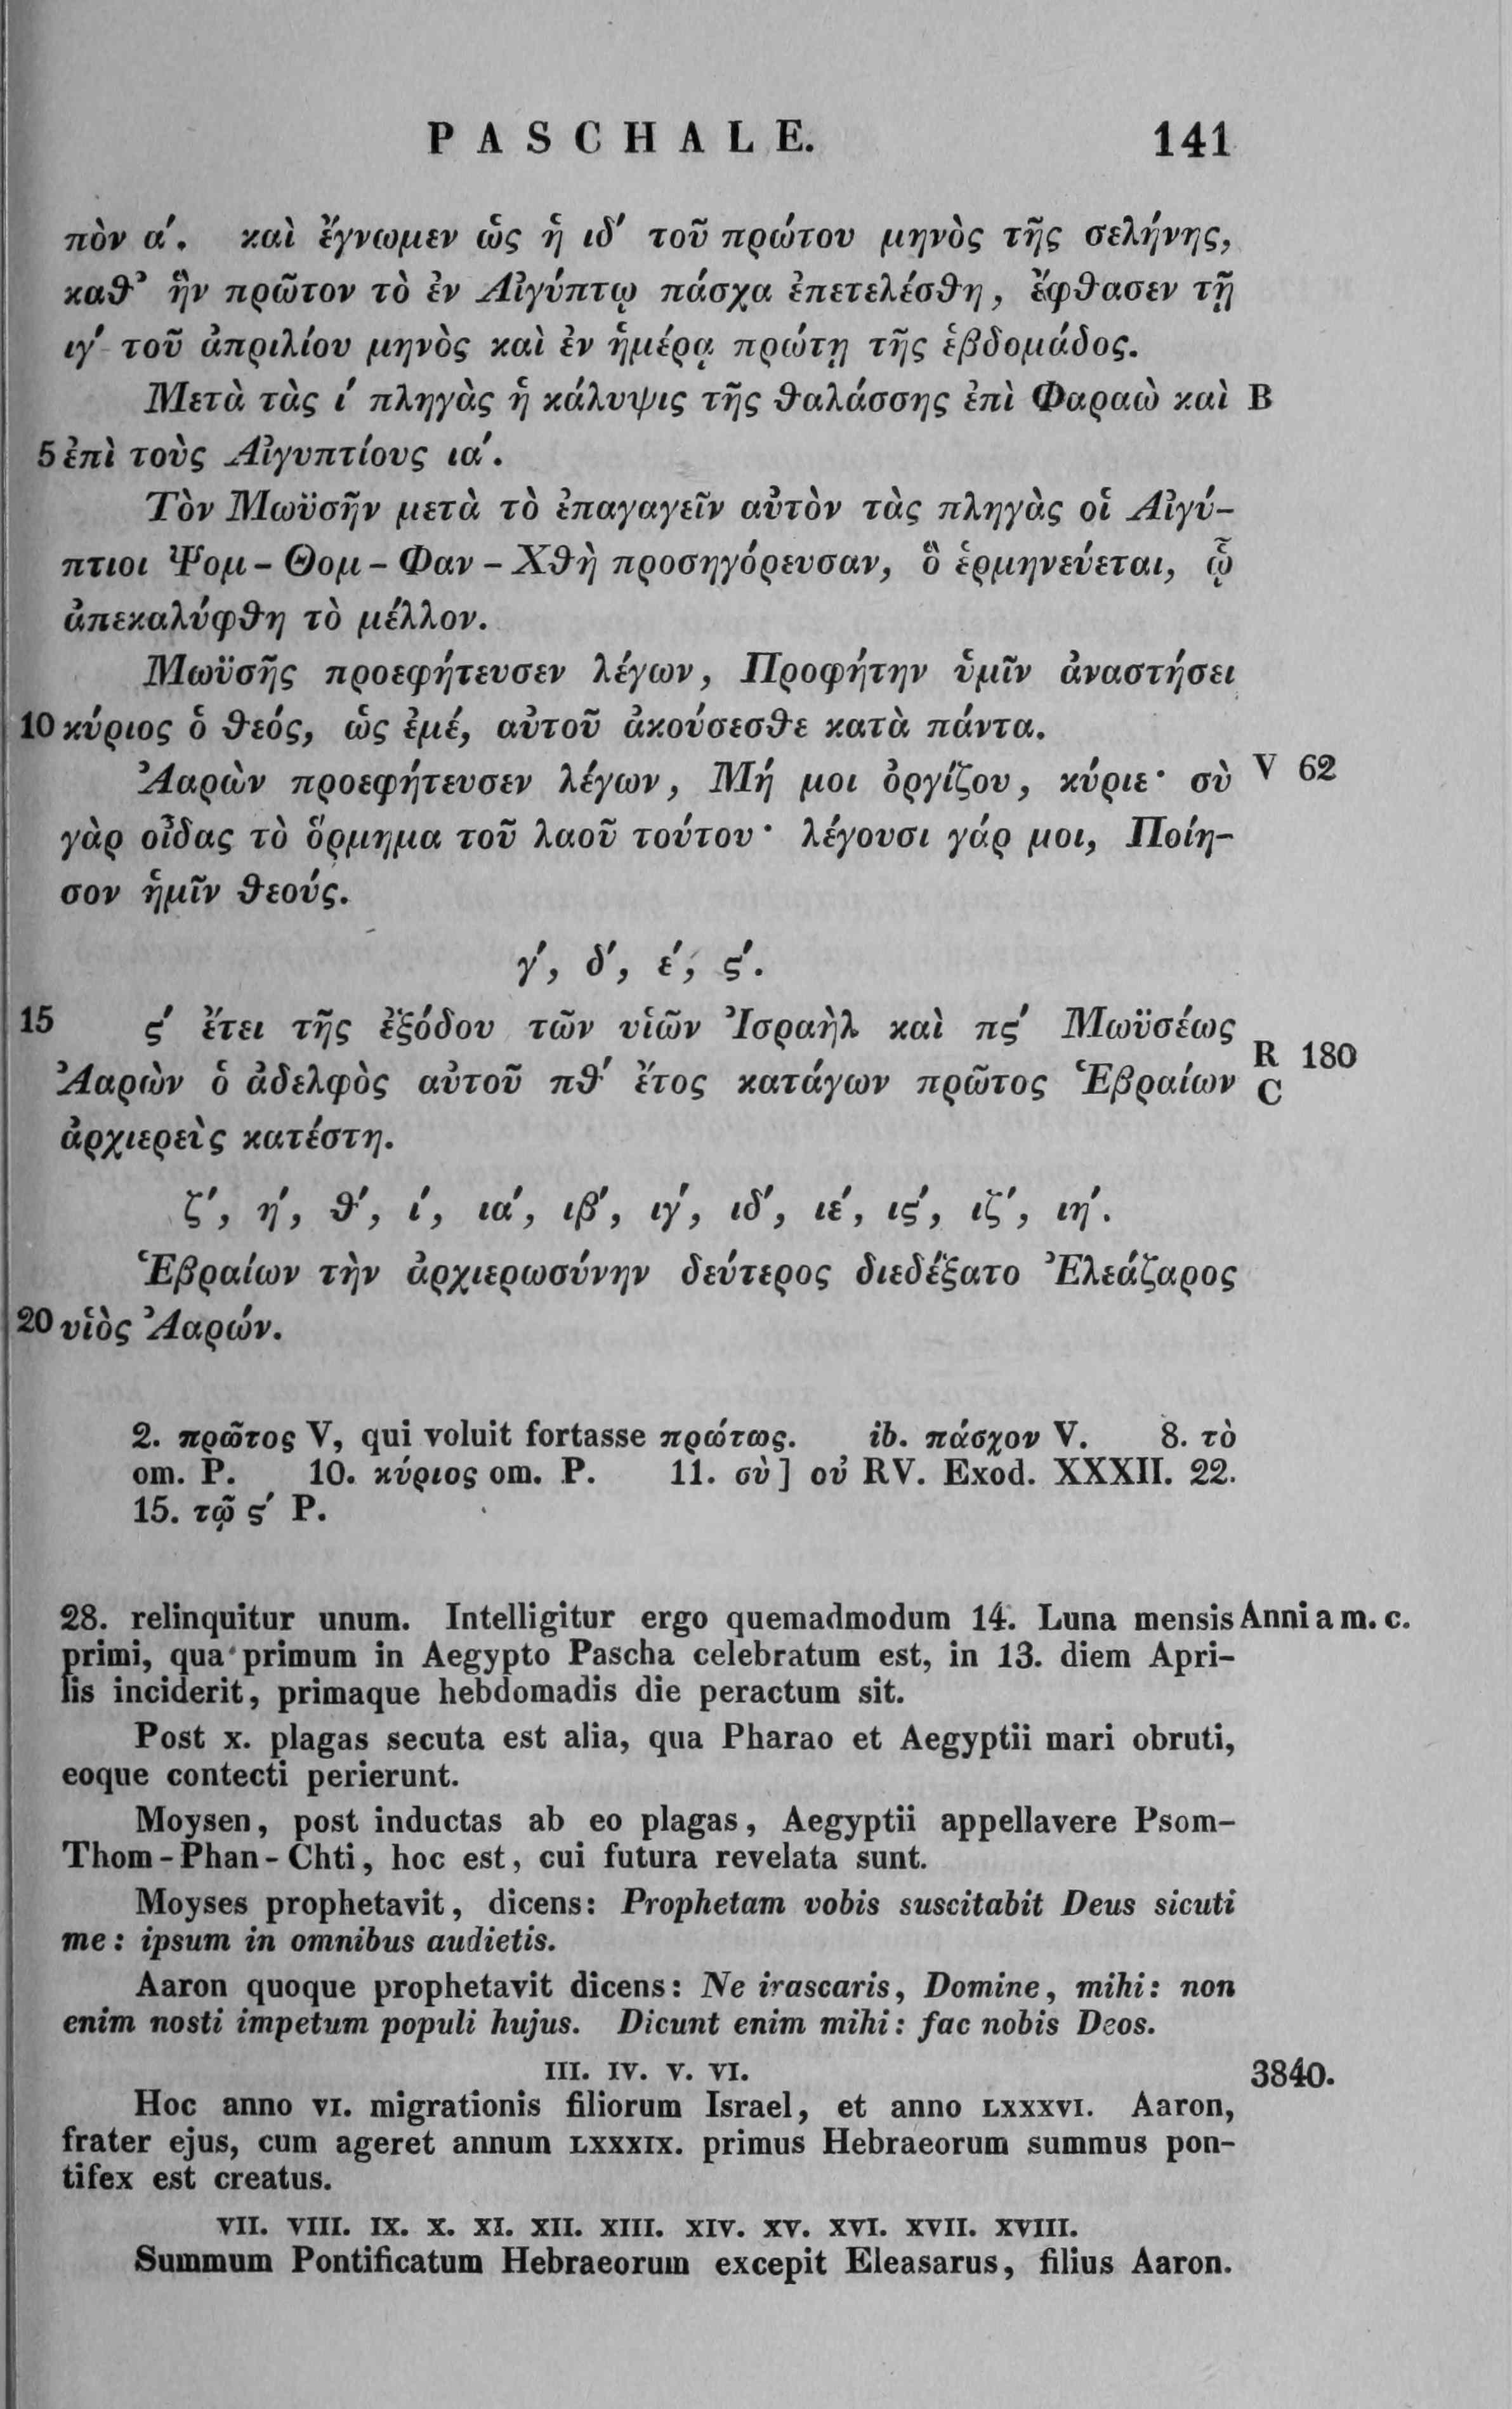 PASCHALE. 141
πὸν α'. καὶ ἔγνωμεν ὡς ἡ ιδ' τοῦ πρώτου μηνὸς τῆς σελήνης,
καθ' ἣν πρῶτον τὸ ἐν Αἰγύπτῳ πάσχα ἐπετελέσθη, ἔφθασεν τῇ
ιγ' τοῦ ἀπριλίου μηνὸς καὶ ἐν ἡμέρᾳ πρώτῃ τῆς ἑβδομάδος.
Μετὰ τὰς ί πληγὰς ἡ κάλυψις τῆς θαλάσσης ἐπὶ Φαραὼ καὶ B
5 ἐπὶ τοὺς Αἰγυπτίους ια'.
Τὸν Μωϋσῆν μετὰ τὸ ἐπαγαγεῖν αὐτὸν τὰς πληγὰς οἱ Αἰγύ-
πτιοι Ψομ - Θομ - Φαν - Χθὴ προσηγόρευσαν, ὃ ἑρμηνεύεται, ᾧ
ἀπεκαλύφθη τὸ μέλλον.
Μωϋσῆς προεφήτευσεν λέγων, Προφήτην ὑμῖν ἀναστήσει
10 κύριος ὁ θεός, ὡς ἐμέ, αὐτοῦ ἀκούσεσθε κατὰ πάντα.
Ἀαρὼν προεφήτευσεν λέγων, Μή μοι ὀργίζου, κύριε· σὺ V 62
γὰρ οἶδας τὸ ὅρμημα τοῦ λαοῦ τούτου· λέγουσι γάρ μοι, Ποίη-
σον ἡμῖν θεούς.
γ', δ', ε', ς'.
15 ς' ἔτει τῆς ἐξόδου τῶν υἱῶν Ἰσραὴλ καὶ πς' Μωϋσέως
Ἀαρὼν ὁ ἀδελφὸς αὐτοῦ πθ' ἔτος κατάγων πρῶτος Ἑβραίων R 180 C
ἀρχιερεὶς κατέστη.
ζ', η', θ', ί, ια', ιβ', ιγ', ιδ', ιε', ις', ιζ', ιη'.
Ἑβραίων τὴν ἀρχιερωσύνην δεύτερος διεδέξατο Ἐλεάζαρος
20 υἱὸς Ἀαρών.
2. πρῶτος V, qui voluit fortasse πρώτως. ib. πάσχον V. 8. τὸ
om. P. 10. κύριος om. P. 11. σὺ] οὐ RV. Exod. XXXII. 22.
15. τῷ ς' P.
28. relinquitur unum. Intelligitur ergo quemadmodum 14. Luna mensis Anni a m. c.
primi, qua primum in Aegypto Pascha celebratum est, in 13. diem Apri-
lis inciderit, primaque hebdomadis die peractum sit.
Post x. plagas secuta est alia, qua Pharao et Aegyptii mari obruti,
eoque contecti perierunt.
Moysen, post inductas ab eo plagas, Aegyptii appellavere Psom-
Thom - Phan - Chti, hoc est, cui futura revelata sunt.
Moyses prophetavit, dicens: Prophetam vobis suscitabit Deus sicuti
me: ipsum in omnibus audietis.
Aaron quoque prophetavit dicens: Ne irascaris, Domine, mihi: non
enim nosti impetum populi hujus. Dicunt enim mihi: fac nobis Deos.
III. IV. V. VI. 3840.
Hoc anno VI. migrationis filiorum Israel, et anno LXXXVI. Aaron,
frater ejus, cum ageret annum LXXXIX. primus Hebraeorum summus pon-
tifex est creatus.
VII. VIII. IX. X. XI. XII. XIII. XIV. XV. XVI. XVII. XVIII.
Summum Pontificatum Hebraeorum excepit Eleasarus, filius Aaron.